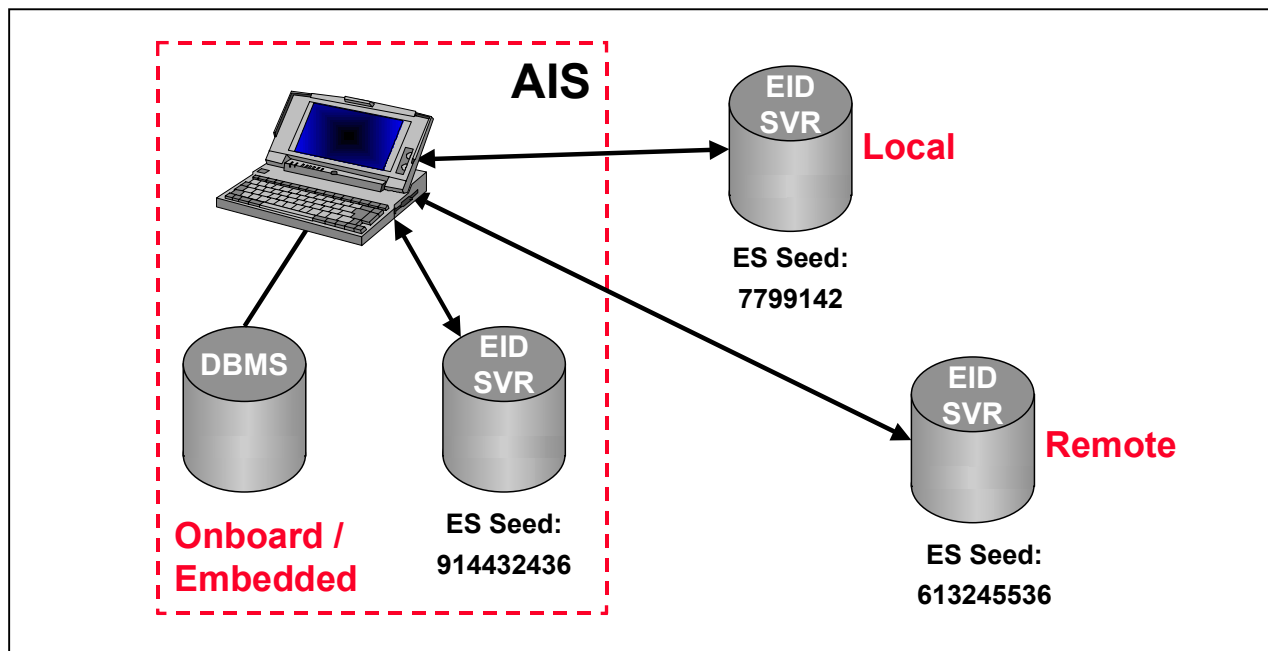 AIS
EID
SVR
Local
ES Seed:
7799142
DBMS
EID
SVR
EID
SVR
Remote
Onboard /
Embedded
ES Seed:
914432436
ES Seed:
613245536